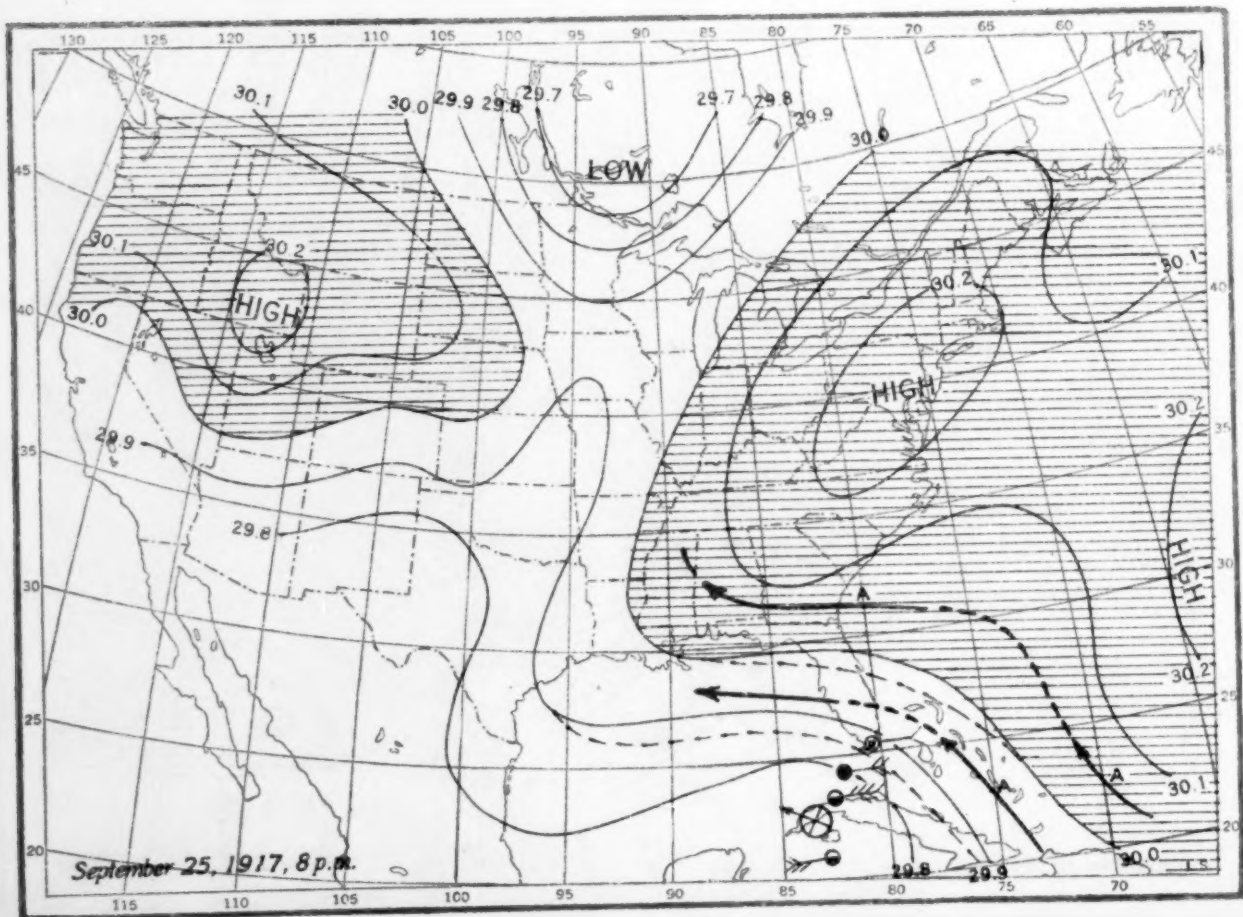 130 125 120 115 110 105 100 95 90 85 80 75 70 65 60 55
30.1 30.0 29.9 29.8 29.7 29.7 29.8 29.9 30.0
45 LOW 45
30.1 30.2 30.2 30.1
HIGH 40
40 30.0 HIGH
30.2
29.9 35
35
29.8 HIGH 30
30 A
30.2
25
25 A A 30.1
20
20 September 25, 1917, 8 p.m. 29.8 29.9 30.0
115 110 105 100 95 90 85 80 75 70